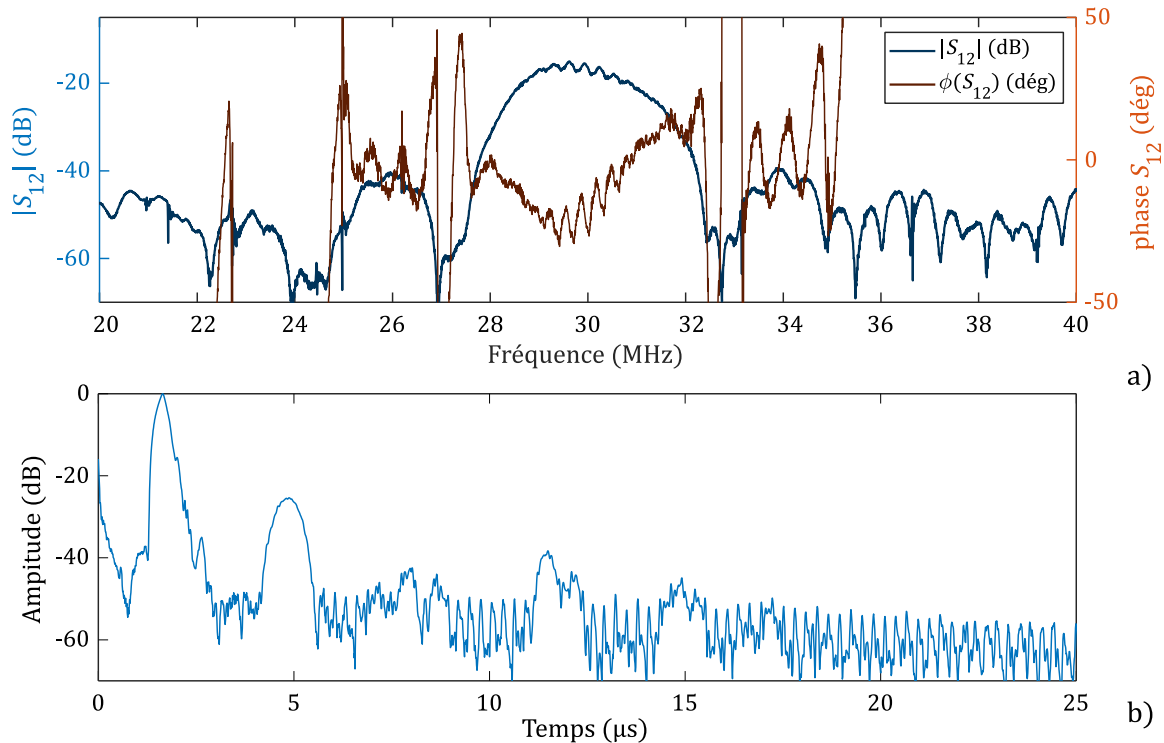 |S12| (dB)
-20
-40
-60
|S12| (dB)
ϕ(S12) (dég)
50
0
-50
phase S12 (dég)
20 22 24 26 28 30 32 34 36 38 40
Fréquence (MHz)
a)
Ampitude (dB)
0
-20
-40
-60
0 5 10 15 20 25
Temps (μs)
b)